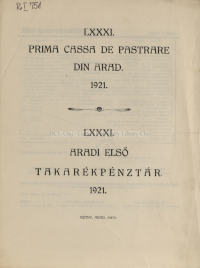 LXXXI.
PRIMA CASSA DE PASTRARE
DIN ARAD.
1921.
LXXXI.
ARADI ELSŐ
TAKARÉKPÉNZTÁR
1921.